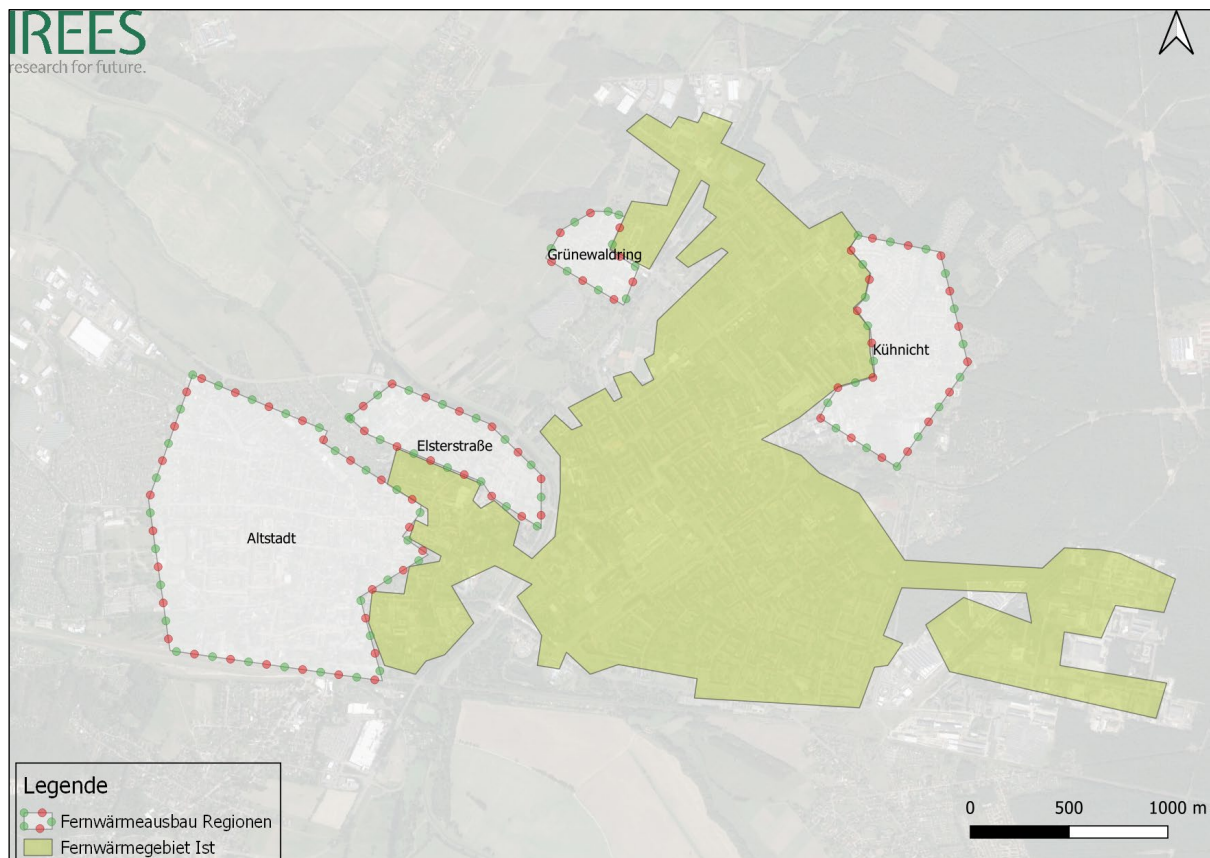 IREES
research for future.
Grünewaldring
Kühnicht
Elsterstraße
Altstadt
Legende
Fernwärmeausbau Regionen
Fernwärmegebiet Ist
0 500 1000 m